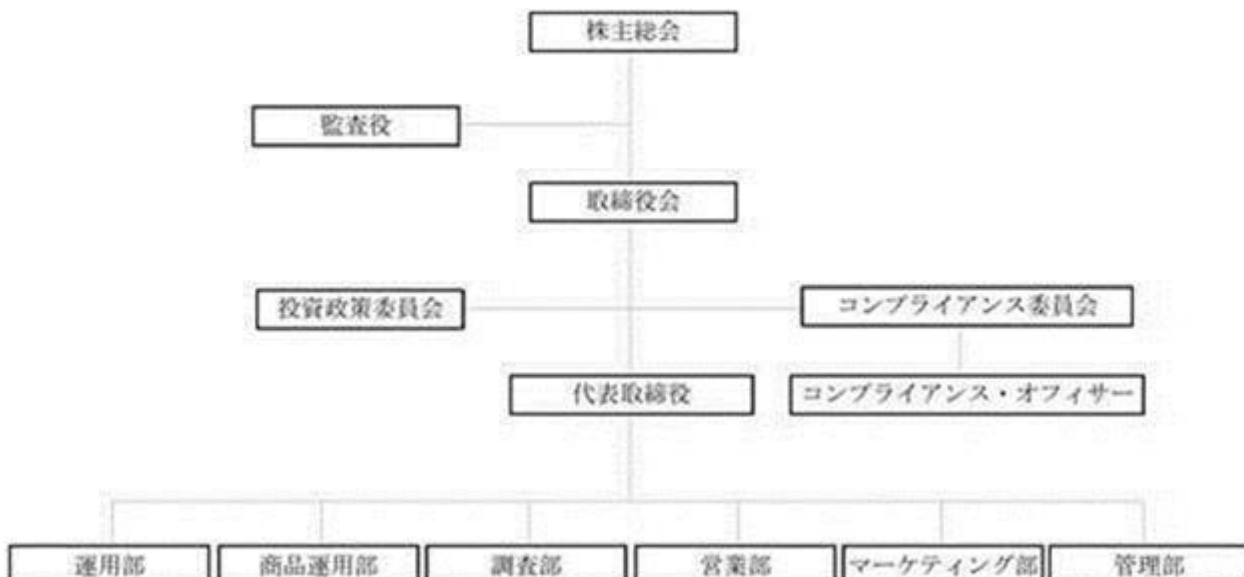 株主総会
監査役
取締役会
投資政策委員会
コンプライアンス委員会
代表取締役
コンプライアンス・オフィサー
運用部
商品運用部
調査部
営業部
マーケティング部
管理部